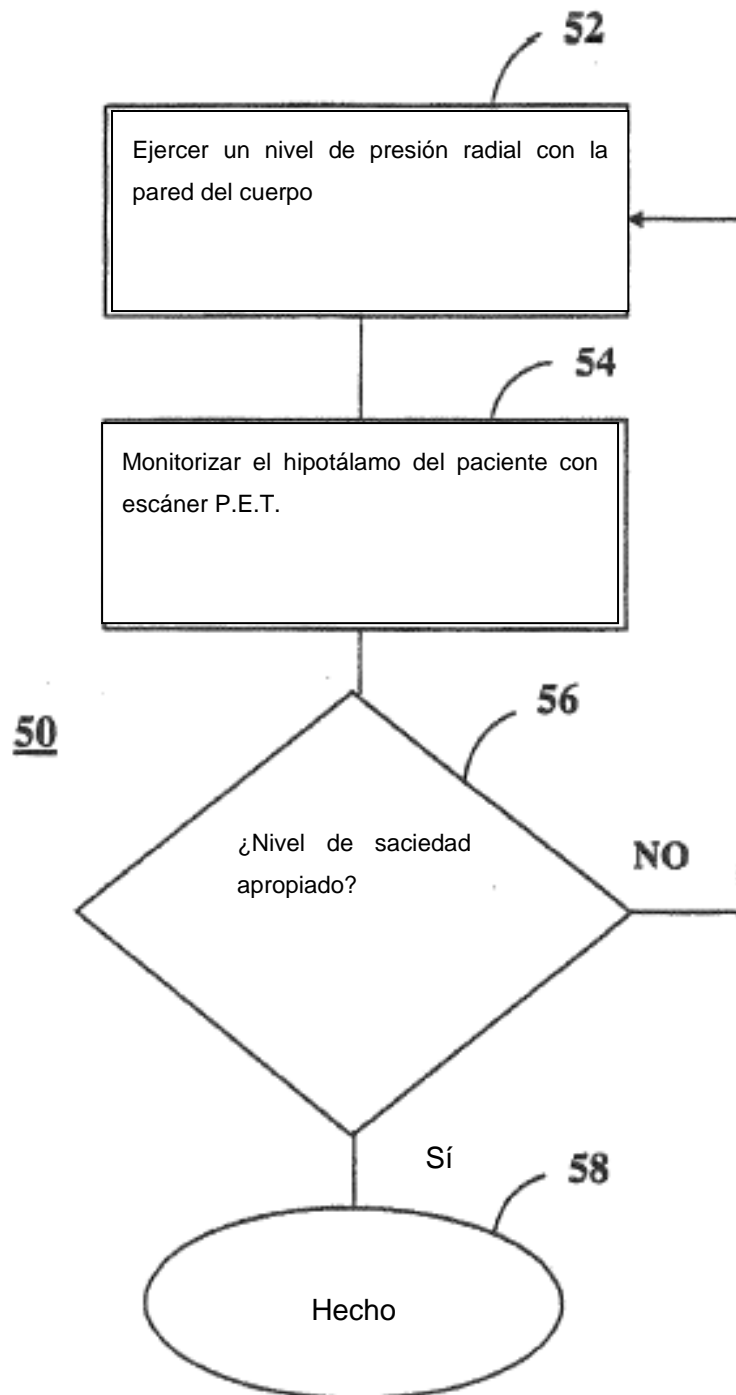 52
Ejercer un nivel de presión radial con la
pared del cuerpo
54
Monitorizar el hipotálamo del paciente con
escáner P.E.T.
56
50
¿Nivel de saciedad
apropiado?
NO
Sí
58
Hecho